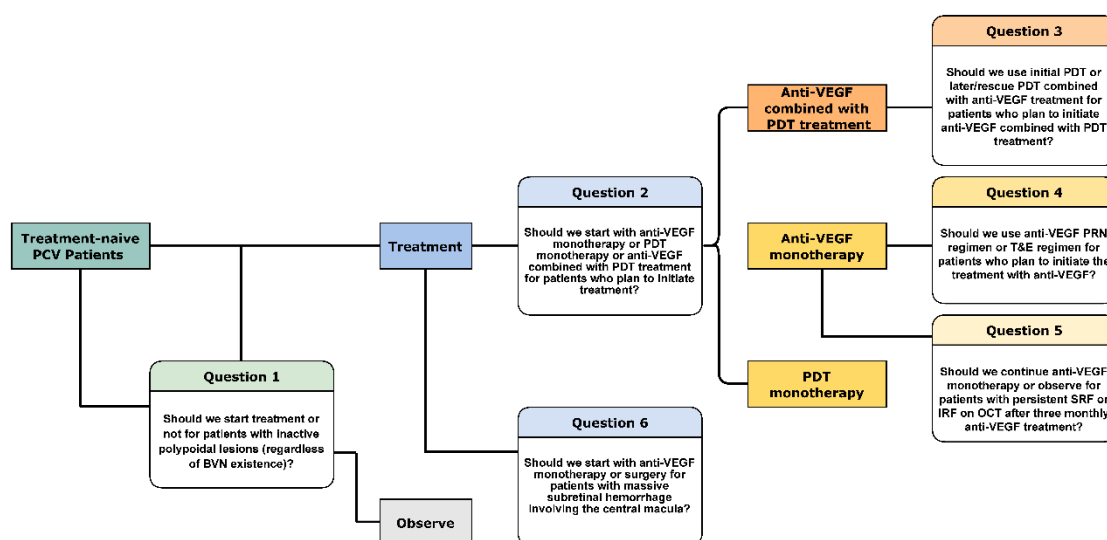 Treatment-naive
PCV Patients
Question 1
Should we start treatment or
not for patients with inactive
polypoidal lesions (regardless
of BVN existence)?
Treatment
Observe
Question 2
Should we start with anti-VEGF
monotherapy or PDT
monotherapy or anti-VEGF
combined with PDT treatment
for patients who plan to initiate
treatment?
Question 6
Should we start with anti-VEGF
monotherapy or surgery for
patients with massive
subretinal hemorrhage
involving the central macula?
Anti-VEGF
combined with
PDT treatment
Anti-VEGF
monotherapy
PDT
monotherapy
Question 3
Should we use initial PDT or
later/rescue PDT combined
with anti-VEGF treatment for
patients who plan to initiate
anti-VEGF combined with PDT
treatment?
Question 4
Should we use anti-VEGF PRN
regimen or T&E regimen for
patients who plan to initiate the
treatment with anti-VEGF?
Question 5
Should we continue anti-VEGF
monotherapy or observe for
patients with persistent SRF or
IRF on OCT after three monthly
anti-VEGF treatment?